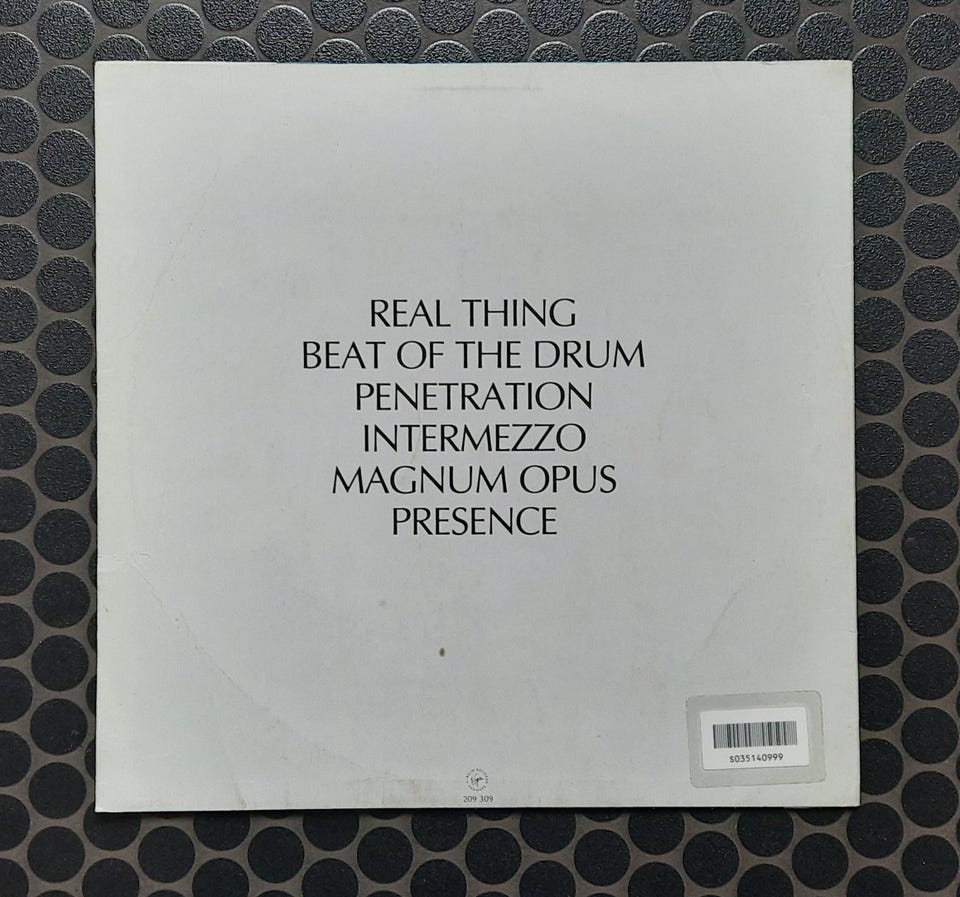 REAL THING
BEAT OF THE DRUM
PENETRATION
INTERMEZZO
MAGNUM OPUS
PRESENCE
S035140999
209 309